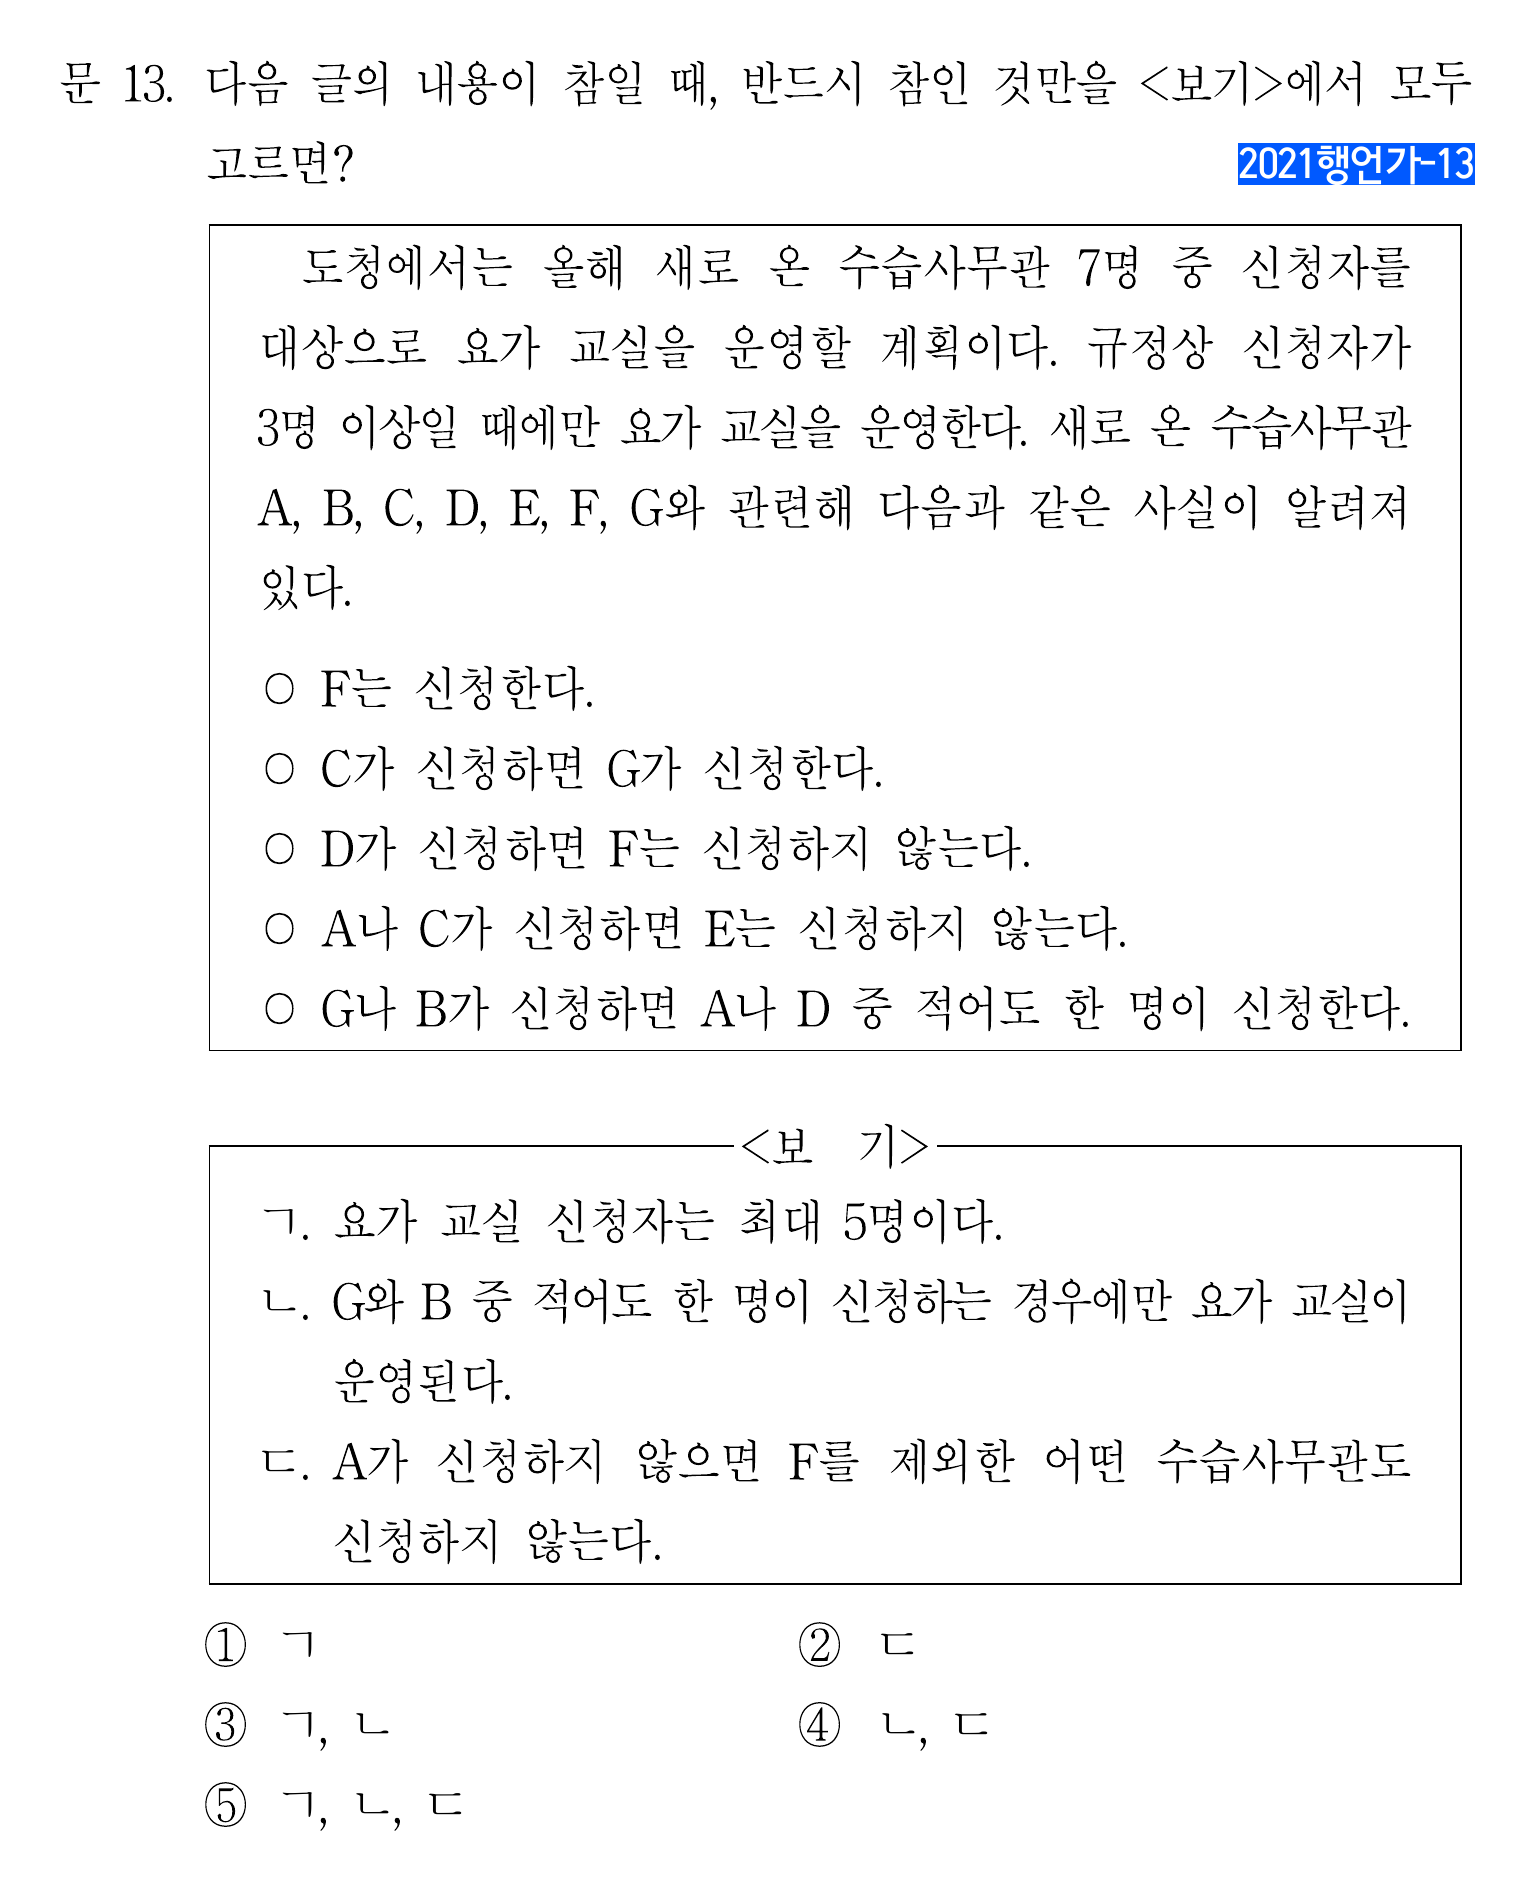 문 13. 다음 글의 내용이 참일 때, 반드시 참인 것만을 <보기>에서 모두
고르면?
2021행언가-13
도청에서는 올해 새로 온 수습사무관 7명 중 신청자를
대상으로 요가 교실을 운영할 계획이다. 규정상 신청자가
3명 이상일 때에만 요가 교실을 운영한다. 새로 온 수습사무관
A, B, C, D, E, F, G와 관련해 다음과 같은 사실이 알려져
있다.
○ F는 신청한다.
○ C가 신청하면 G가 신청한다.
○ D가 신청하면 F는 신청하지 않는다.
○ A나 C가 신청하면 E는 신청하지 않는다.
○ G나 B가 신청하면 A나 D 중 적어도 한 명이 신청한다.
<보 기>
ㄱ. 요가 교실 신청자는 최대 5명이다.
ㄴ. G와 B 중 적어도 한 명이 신청하는 경우에만 요가 교실이
운영된다.
ㄷ. A가 신청하지 않으면 F를 제외한 어떤 수습사무관도
신청하지 않는다.
① ㄱ
② ㄷ
③ ㄱ, ㄴ
④ ㄴ, ㄷ
⑤ ㄱ, ㄴ, ㄷ